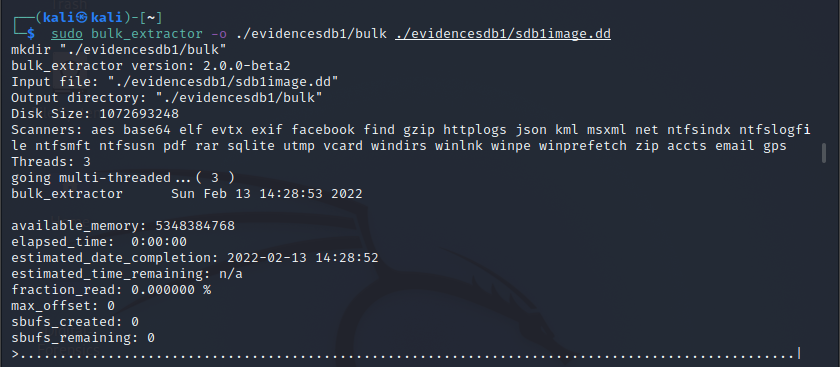 ┌──(kali㉿kali)-[~]
└─$ sudo bulk_extractor -o ./evidencesdb1/bulk ./evidencesdb1/sdb1image.dd
mkdir "./evidencesdb1/bulk"
bulk_extractor version: 2.0.0-beta2
Input file: "./evidencesdb1/sdb1image.dd"
Output directory: "./evidencesdb1/bulk"
Disk Size: 1072693248
Scanners: aes base64 elf evtx exif facebook find gzip httplogs json kml msxml net ntfsindx ntfslogfi
le ntfsmft ntfsusn pdf rar sqlite utmp vcard windirs winlnk winpe winprefetch zip accts email gps
Threads: 3
going multi-threaded...( 3 )
bulk_extractor      Sun Feb 13 14:28:53 2022
available_memory: 5348384768
elapsed_time:  0:00:00
estimated_date_completion: 2022-02-13 14:28:52
estimated_time_remaining: n/a
fraction_read: 0.000000 %
max_offset: 0
sbufs_created: 0
sbufs_remaining: 0
>..................................................................................................|